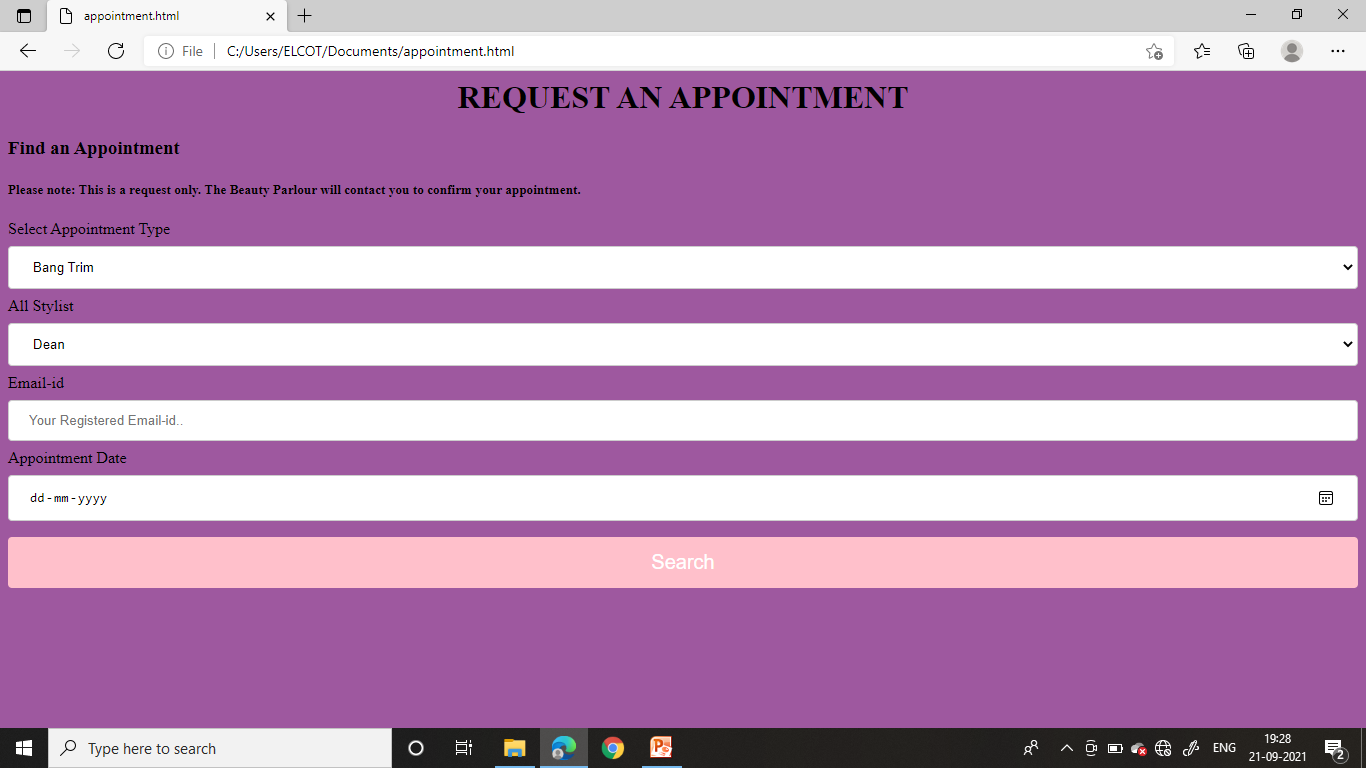 appointment.html
File
C:/Users/ELCOT/Documents/appointment.html
REQUEST AN APPOINTMENT
Find an Appointment
Please note: This is a request only. The Beauty Parlour will contact you to confirm your appointment.
Select Appointment Type
Bang Trim
All Stylist
Dean
Email-id
Your Registered Email-id..
Appointment Date
dd-mm-yyyy
Search
Type here to search
ENG
19:28
21-09-2021
2